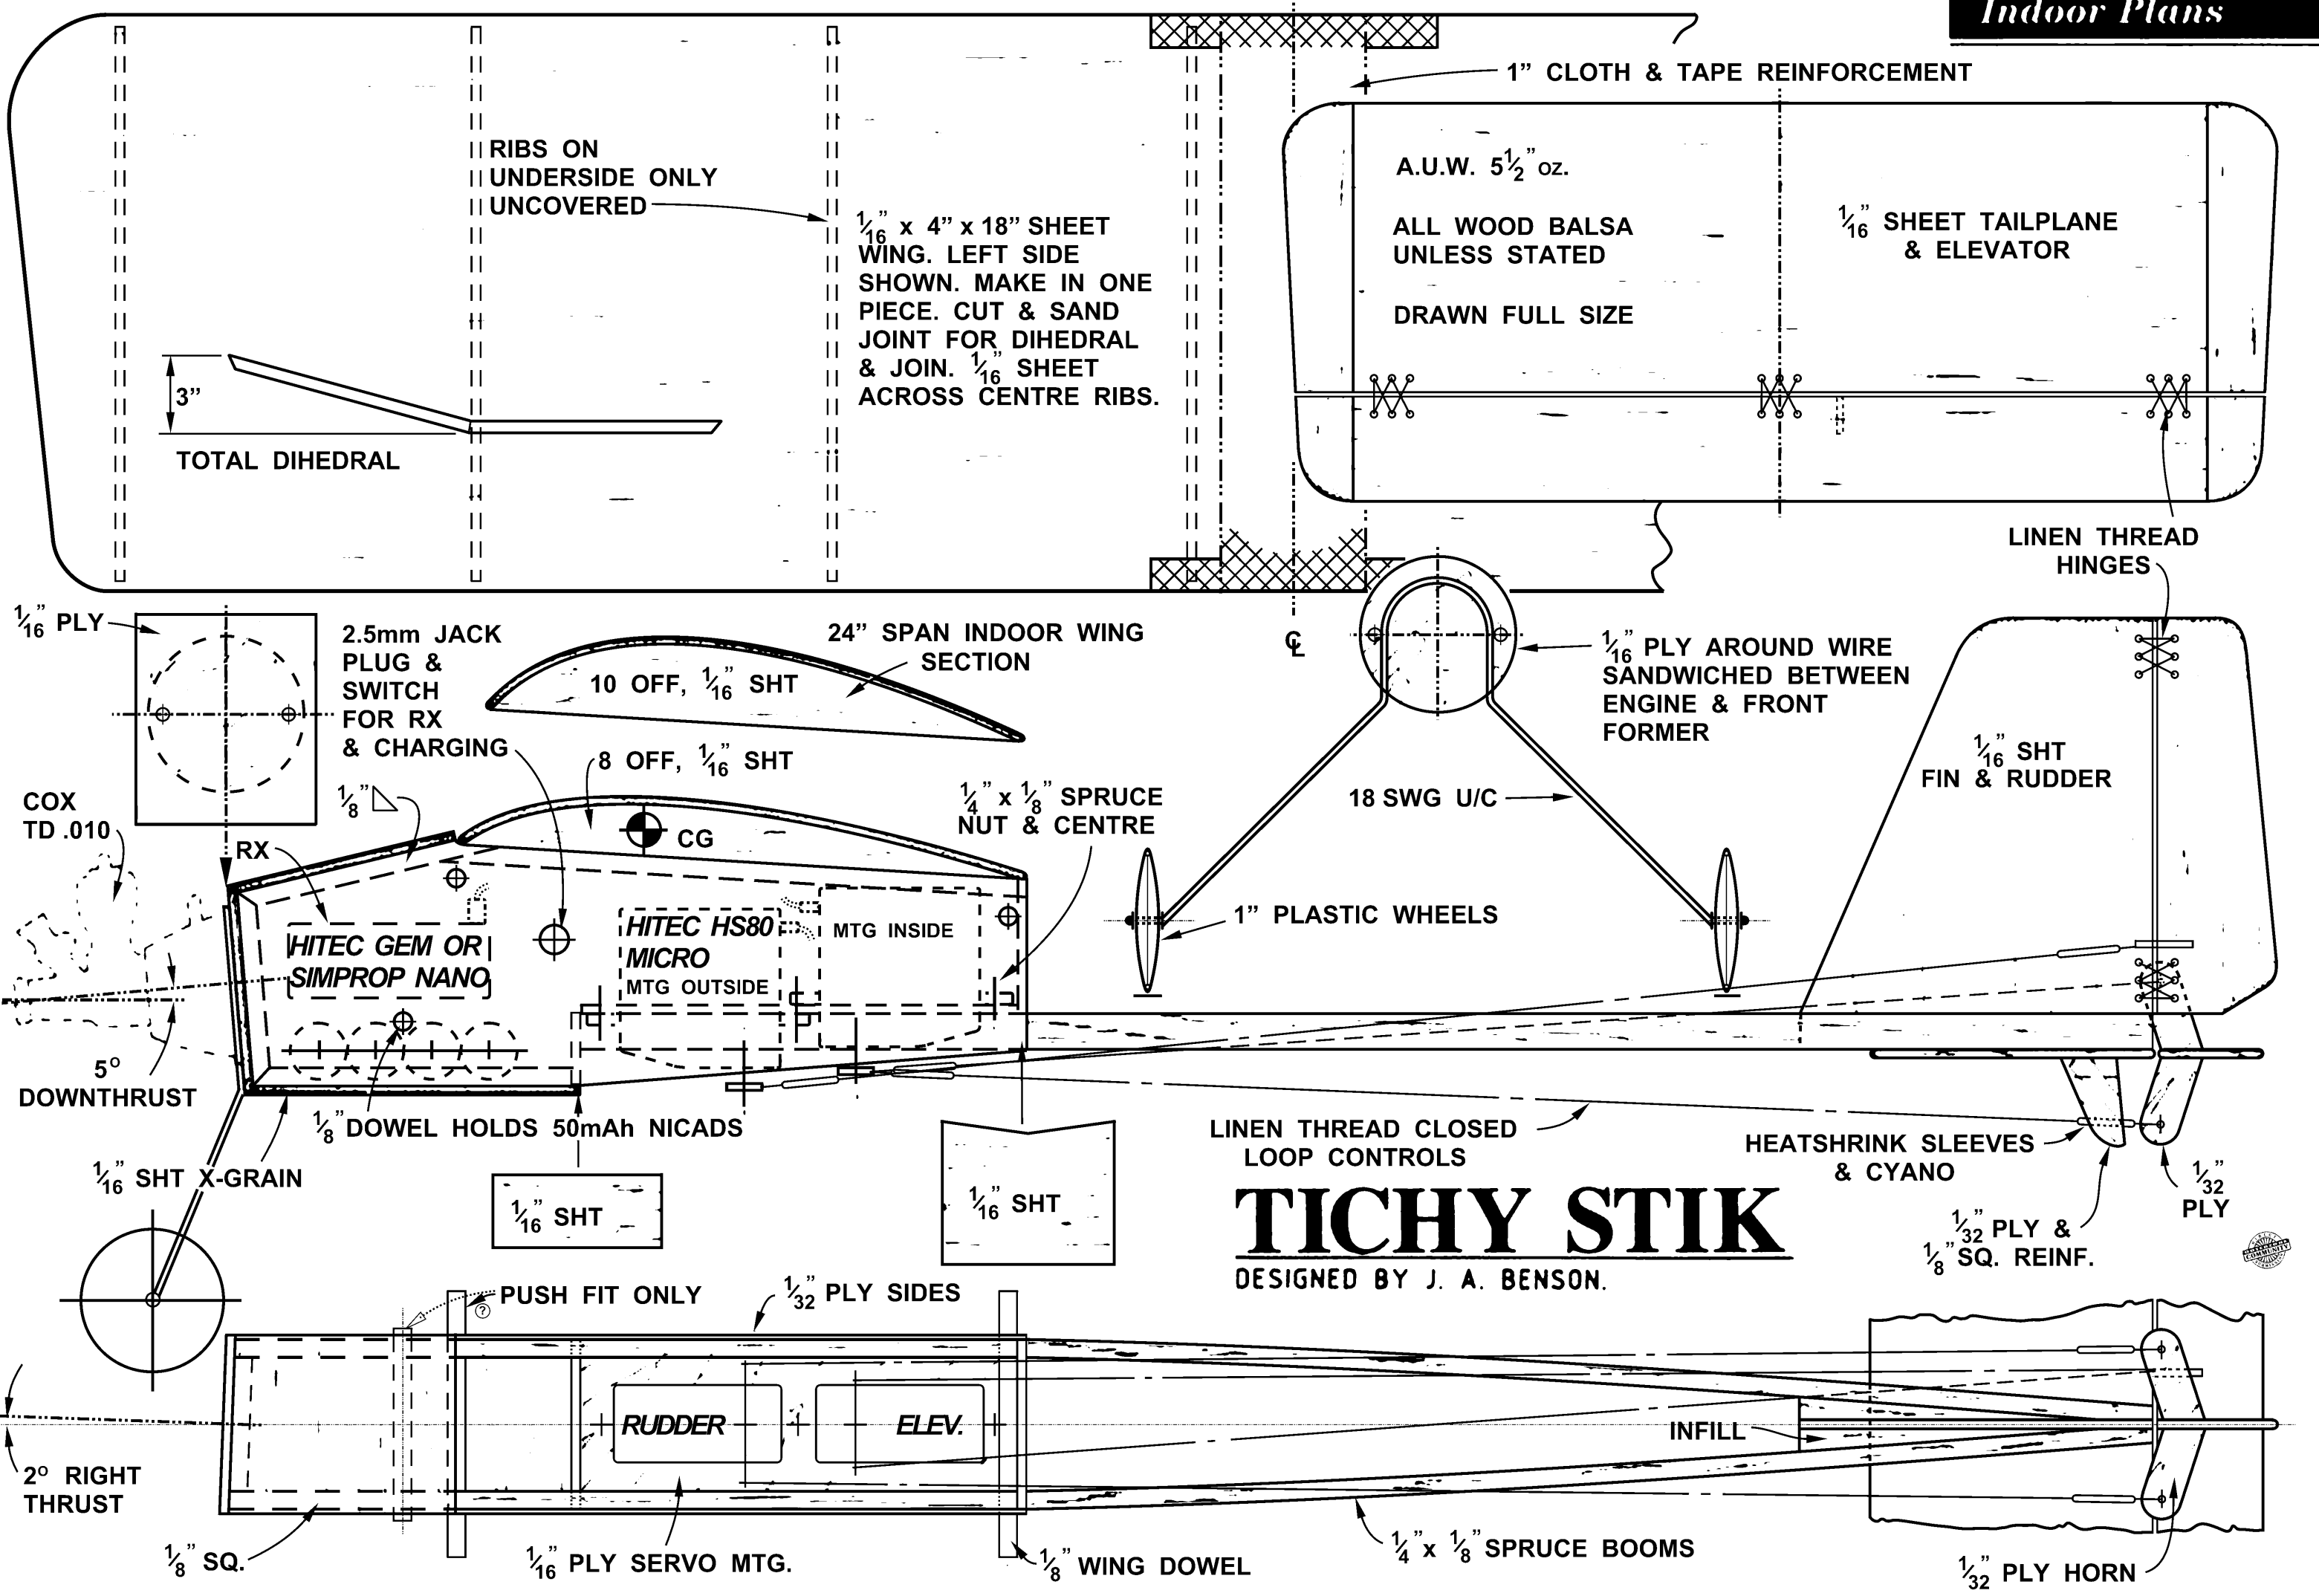 Indoor Plans
1” CLOTH & TAPE REINFORCEMENT
RIBS ON
UNDERSIDE ONLY
UNCOVERED
1/16” x 4” x 18” SHEET
WING. LEFT SIDE
SHOWN. MAKE IN ONE
PIECE. CUT & SAND
JOINT FOR DIHEDRAL
& JOIN. 1/16” SHEET
ACROSS CENTRE RIBS.
A.U.W. 5 1/2” OZ.
ALL WOOD BALSA
UNLESS STATED
DRAWN FULL SIZE
1/16” SHEET TAILPLANE
& ELEVATOR
3”
TOTAL DIHEDRAL
LINEN THREAD
HINGES
1/16” PLY
2.5mm JACK
PLUG &
SWITCH
FOR RX
& CHARGING
24” SPAN INDOOR WING
SECTION
10 OFF, 1/16” SHT
8 OFF, 1/16” SHT
CG
℄
1/16” PLY AROUND WIRE
SANDWICHED BETWEEN
ENGINE & FRONT
FORMER
1/16” SHT
FIN & RUDDER
COX
TD .010
1/8”
RX
1/4” x 1/8” SPRUCE
NUT & CENTRE
18 SWG U/C
1” PLASTIC WHEELS
HITEC GEM OR
SIMPROP NANO
HITEC HS80
MICRO
MTG OUTSIDE
MTG INSIDE
5°
DOWNTHRUST
1/8” DOWEL HOLDS 50mAh NICADS
1/16” SHT X-GRAIN
1/16” SHT
1/16” SHT
LINEN THREAD CLOSED
LOOP CONTROLS
HEATSHRINK SLEEVES
& CYANO
1/32”
PLY
1/32” PLY &
1/8” SQ. REINF.
TICHY STIK
DESIGNED BY J. A. BENSON.
COMMUNITY
PUSH FIT ONLY
?
1/32” PLY SIDES
RUDDER
ELEV.
INFILL
2° RIGHT
THRUST
1/8” SQ.
1/16” PLY SERVO MTG.
1/8” WING DOWEL
1/4” x 1/8” SPRUCE BOOMS
1/32” PLY HORN